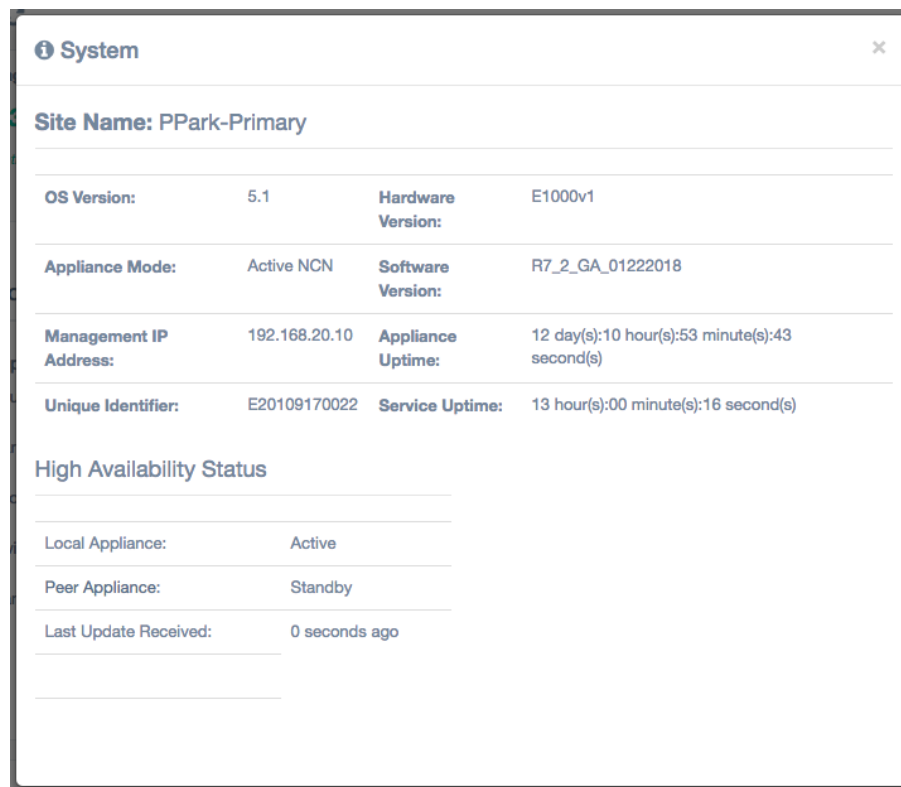 System
×
Site Name: PPark-Primary
OS Version: 5.1 Hardware Version: E1000v1
Appliance Mode: Active NCN Software Version: R7_2_GA_01222018
Management IP Address: 192.168.20.10 Appliance Uptime: 12 day(s):10 hour(s):53 minute(s):43 second(s)
Unique Identifier: E20109170022 Service Uptime: 13 hour(s):00 minute(s):16 second(s)
High Availability Status
Local Appliance: Active
Peer Appliance: Standby
Last Update Received: 0 seconds ago